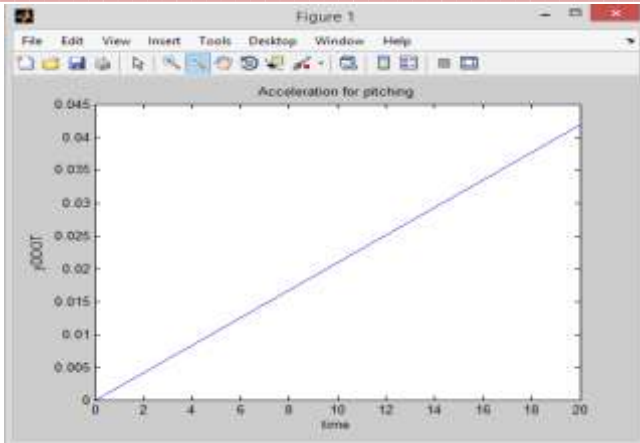 Figure 1
File Edit View Insert Tools Desktop Window Help
Acceleration for pitching
0.045
0.04
0.035
0.03
0.025
0.02
0.015
0.01
0.005
0
0 2 4 6 8 10 12 14 16 18 20
time